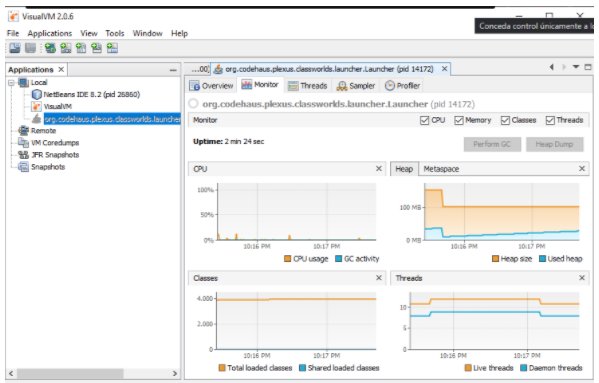 VisualVM 2.0.6
Conceda control únicamente a
File Applications View Tools Window Help
Applications ×
Local
NetBeans IDE 8.2 (pid 26860)
VisualVM
org.codehaus.plexus.classworlds.launcher
Remote
VM Coredumps
JFR Snapshots
Snapshots
...00] org.codehaus.plexus.classworlds.launcher.Launcher (pid 14172) ×
Overview Monitor Threads Sampler Profiler
org.codehaus.plexus.classworlds.launcher.Launcher (pid 14172)
Monitor CPU Memory Classes Threads
Uptime: 2 min 24 sec Perform GC Heap Dump
CPU ×
100%
50%
0%
10:16 PM 10:17 PM
CPU usage GC activity
Heap Metaspace ×
100 MB
0 MB
10:16 PM 10:17 PM
Heap size Used heap
Classes ×
4.000
2.000
0
10:16 PM 10:17 PM
Total loaded classes Shared loaded classes
Threads ×
10
5
0
10:16 PM 10:17 PM
Live threads Daemon threads